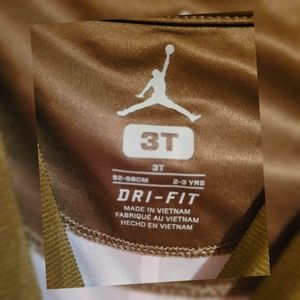 3T
3T
92-98CM 2-3 YRS
DRI-FIT
MADE IN VIETNAM
FABRIQUÉ AU VIETNAM
HECHO EN VIETNAM